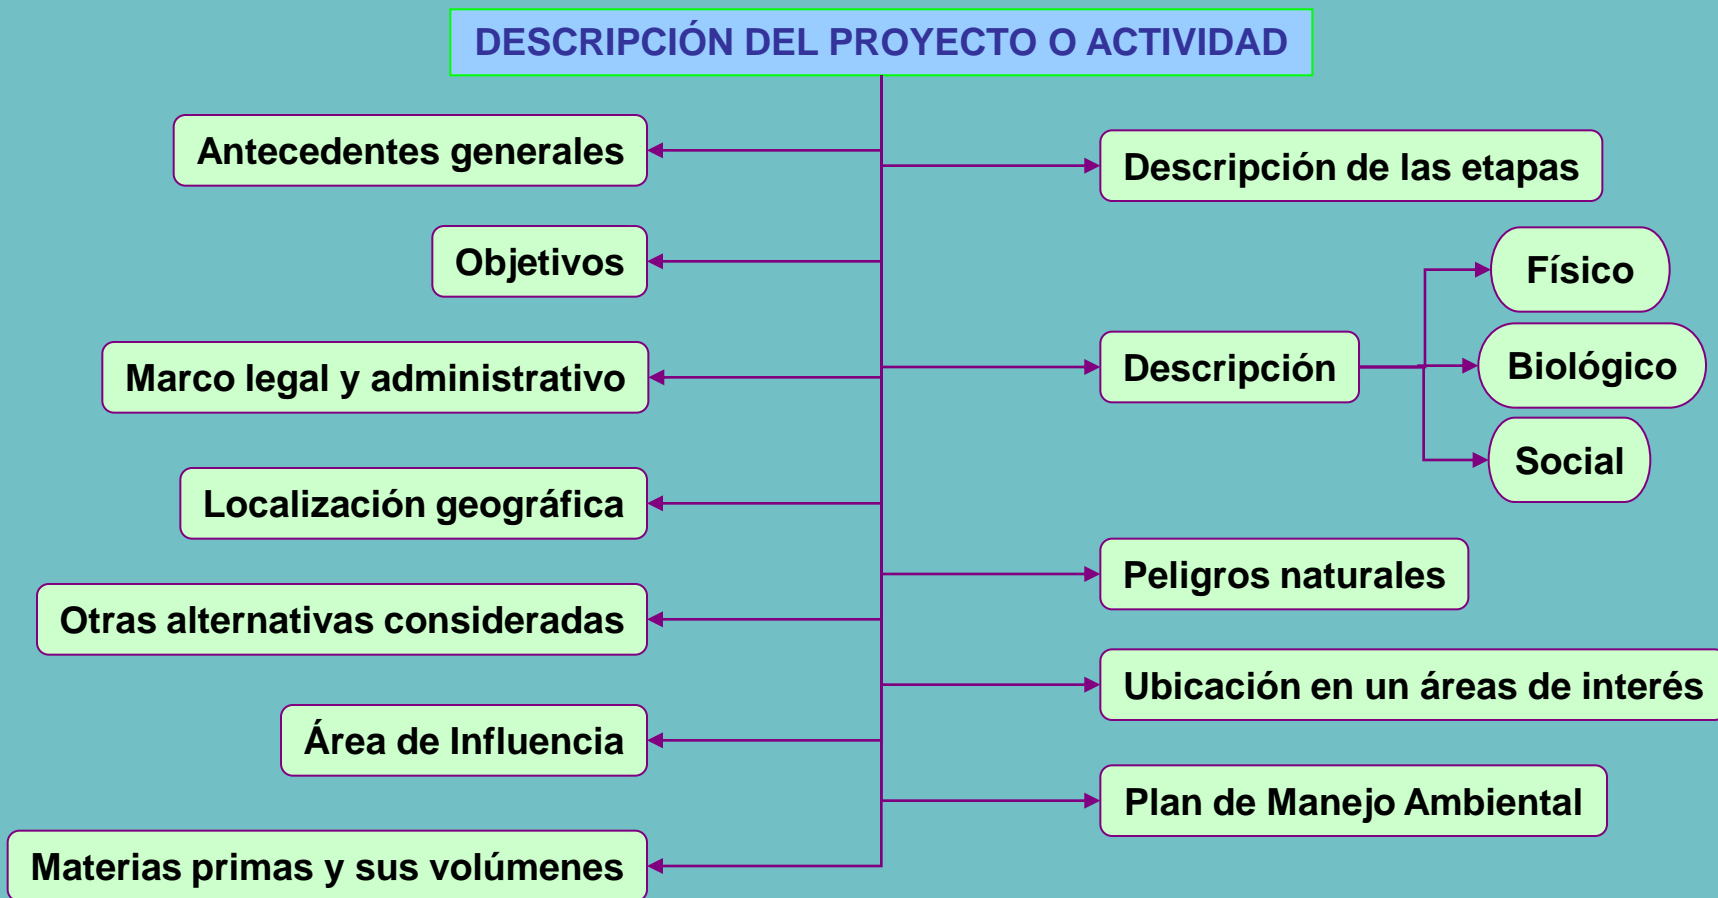 DESCRIPCIÓN DEL PROYECTO O ACTIVIDAD
Antecedentes generales
Objetivos
Marco legal y administrativo
Localización geográfica
Otras alternativas consideradas
Área de Influencia
Materias primas y sus volúmenes
Descripción de las etapas
Descripción
Físico
Biológico
Social
Peligros naturales
Ubicación en un áreas de interés
Plan de Manejo Ambiental